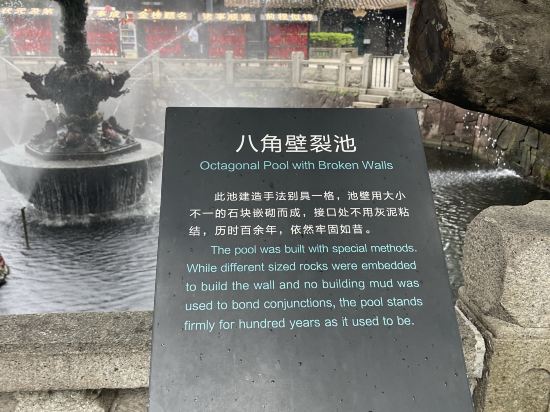 八角壁裂池
Octagonal Pool with Broken Walls
此池建造手法别具一格，池壁用大小
不一的石块嵌砌而成，接口处不用灰泥粘
结，历时百余年，依然牢固如昔。
The pool was built with special methods.
While different sized rocks were embedded
to build the wall and no building mud was
used to bond conjunctions, the pool stands
firmly for hundred years as it used to be.